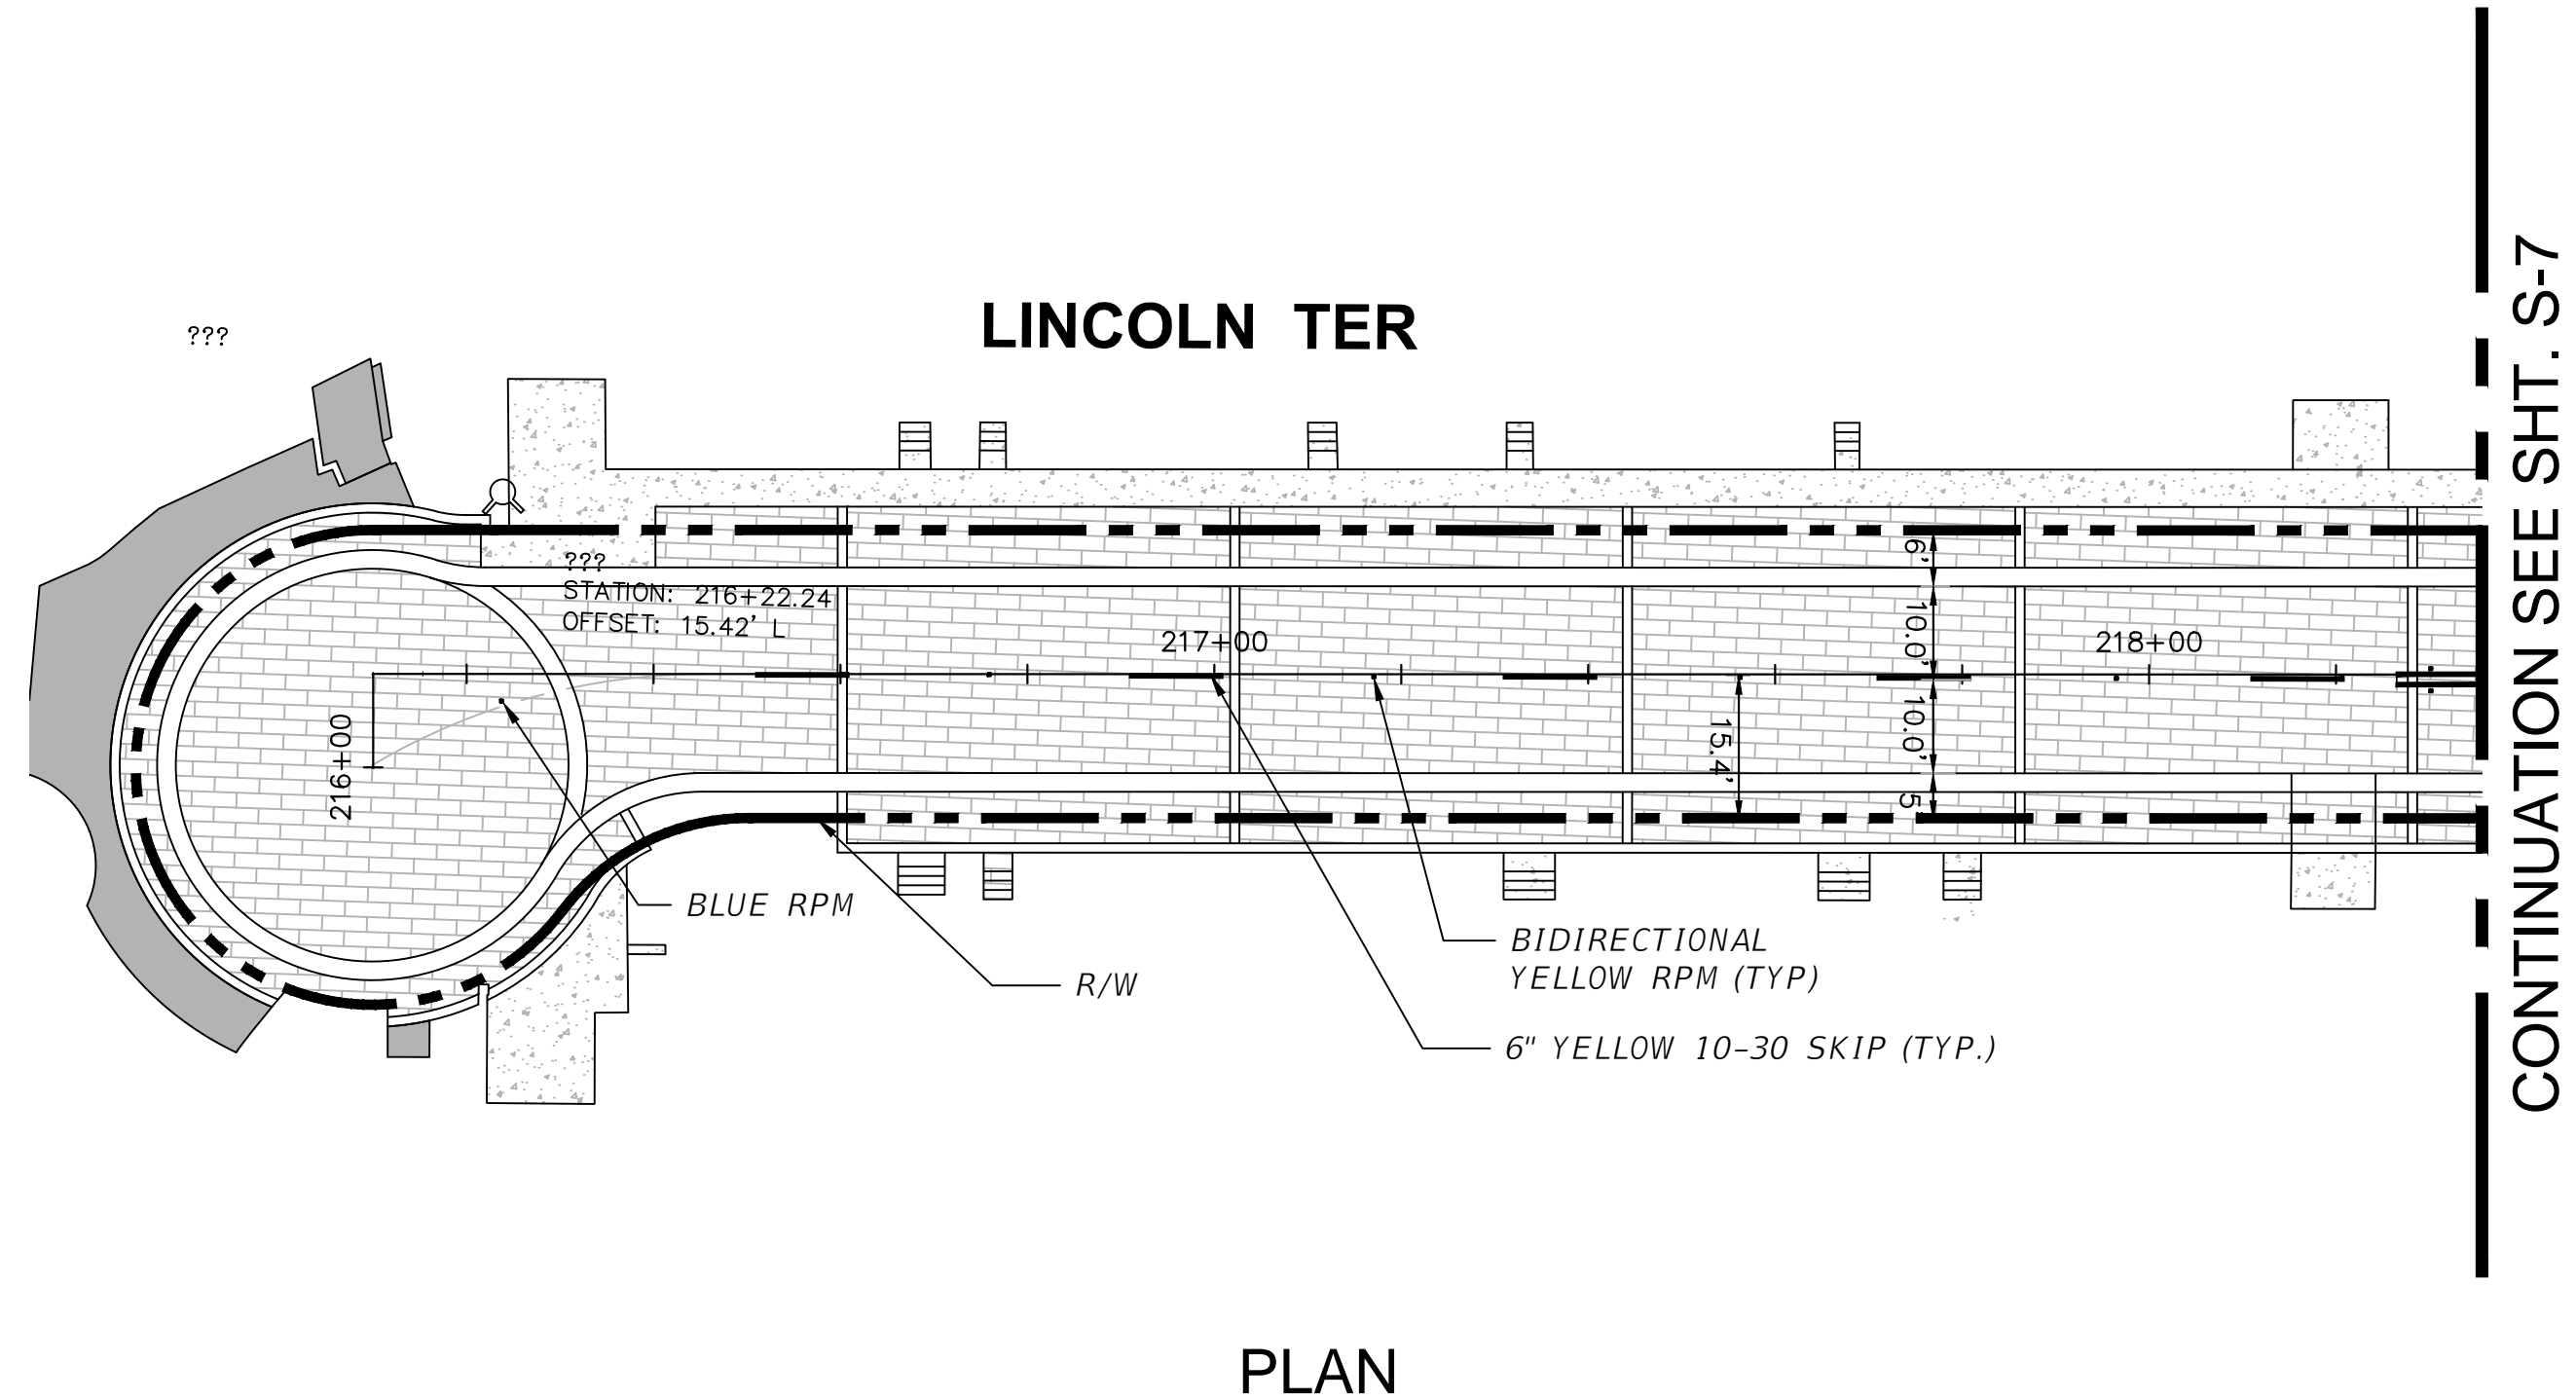 LINCOLN TER
???
???
STATION: 216+22.24
OFFSET: 15.42' L
216+00
217+00
218+00
6'
10.0'
10.0'
15.4'
5'
BLUE RPM
R/W
BIDIRECTIONAL
YELLOW RPM (TYP)
6" YELLOW 10-30 SKIP (TYP.)
CONTINUATION SEE SHT. S-7
PLAN